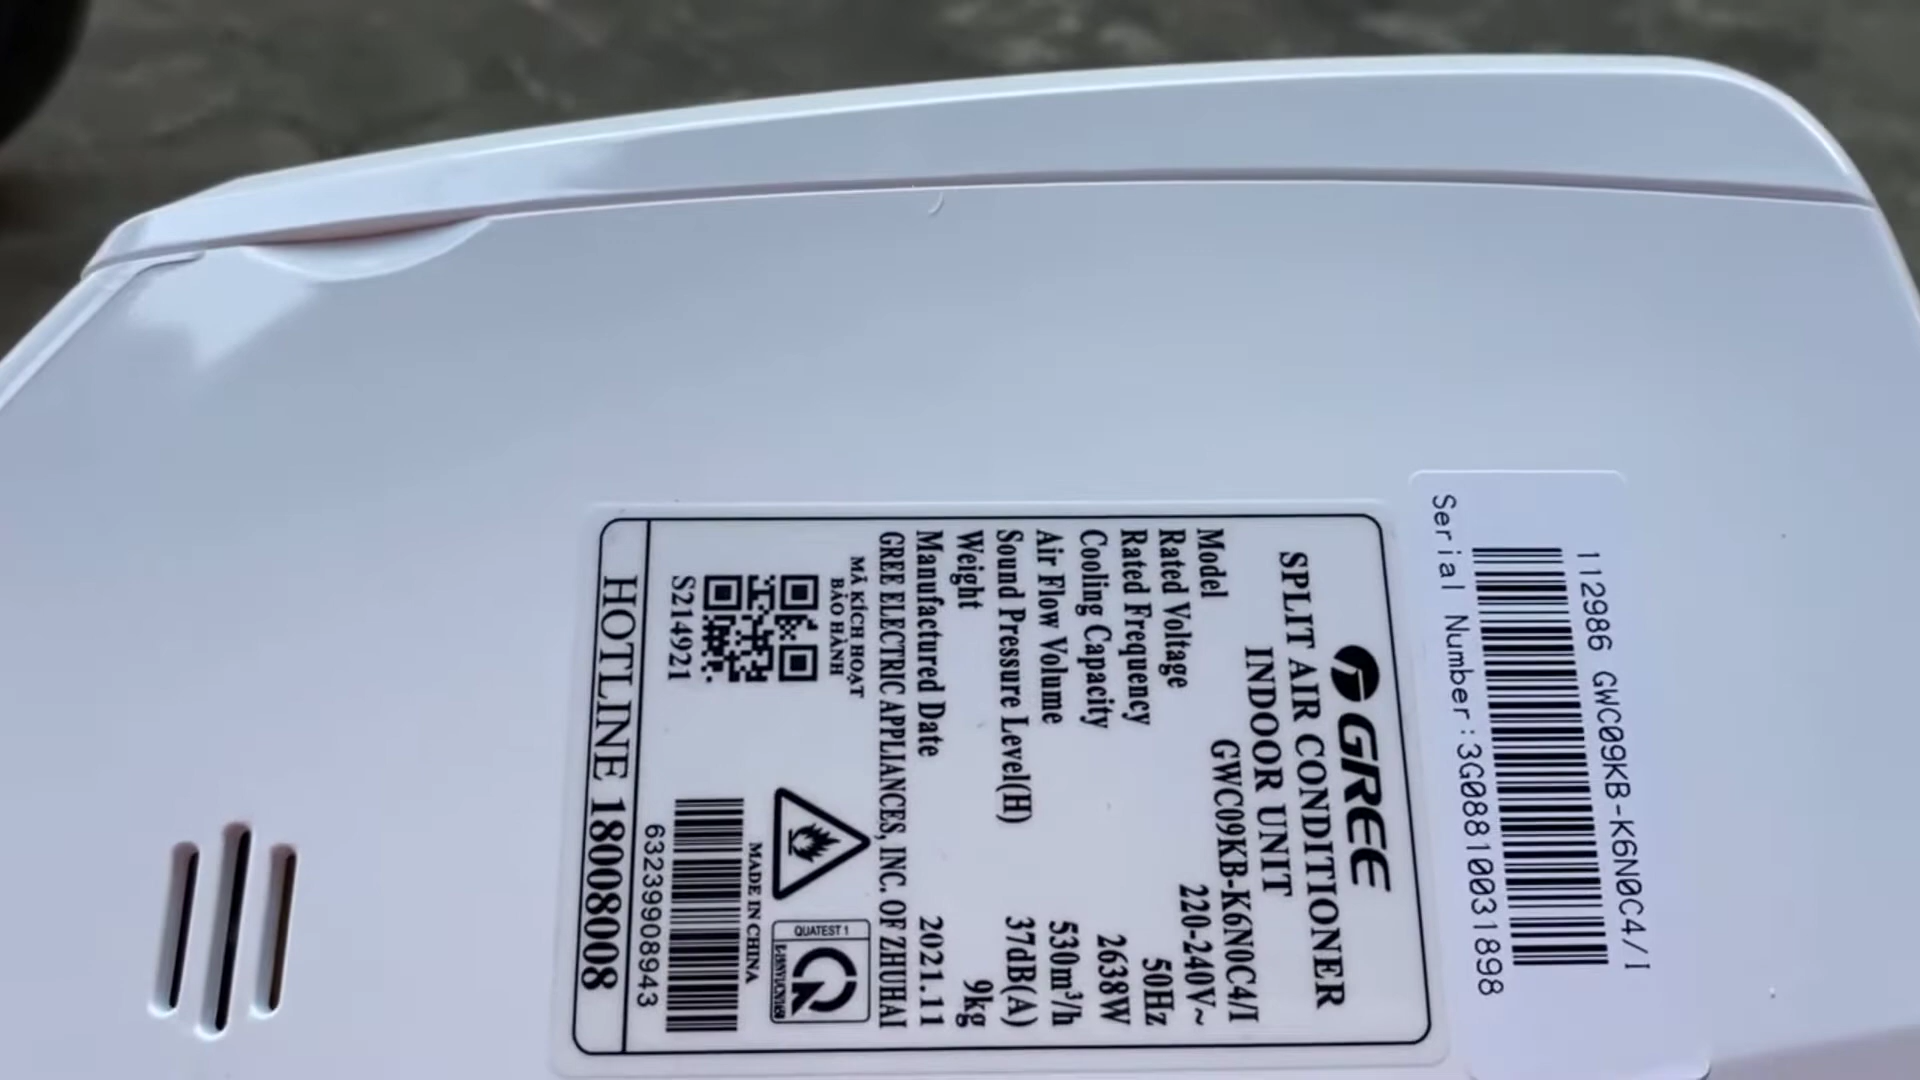 112986 GWC09KB-K6N0C4/I
Serial Number:3G08810031898
GREE
SPLIT AIR CONDITIONER
INDOOR UNIT
Model GWC09KB-K6N0C4/I
Rated Voltage 220-240V~
Rated Frequency 50Hz
Cooling Capacity 2638W
Air Flow Volume 530m³/h
Sound Pressure Level(H) 37dB(A)
Weight 9kg
Manufactured Date 2021.11
GREE ELECTRIC APPLIANCES, INC. OF ZHUHAI
MÃ KÍCH HOẠT
BẢO HÀNH
S214921
MADE IN CHINA
63239908943
QUATEST 1
HOTLINE 18008008